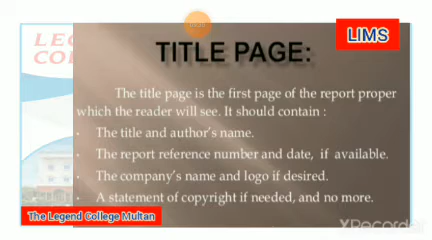 LIMS
TITLE PAGE:
The title page is the first page of the report proper
which the reader will see. It should contain :
• The title and author's name.
• The report reference number and date, if available.
• The company's name and logo if desired.
• A statement of copyright if needed, and no more.
The Legend College Multan
XRecorder